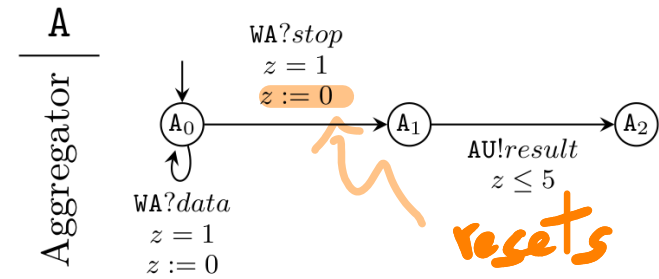 A
Aggregator
WA?stop
z = 1
z := 0
A₀
A₁
A₂
AU!result
z ≤ 5
WA?data
z = 1
z := 0
resets